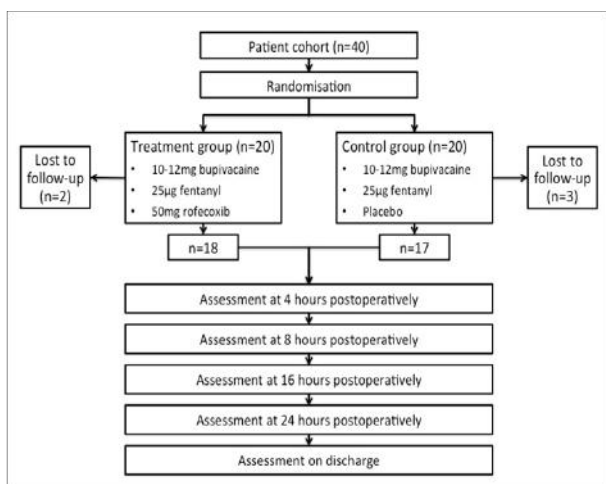 Patient cohort (n=40)
Randomisation
Lost to
follow-up
(n=2)
Treatment group (n=20)
• 10-12mg bupivacaine
• 25µg fentanyl
• 50mg rofecoxib
Control group (n=20)
• 10-12mg bupivacaine
• 25µg fentanyl
• Placebo
Lost to
follow-up
(n=3)
n=18
n=17
Assessment at 4 hours postoperatively
Assessment at 8 hours postoperatively
Assessment at 16 hours postoperatively
Assessment at 24 hours postoperatively
Assessment on discharge